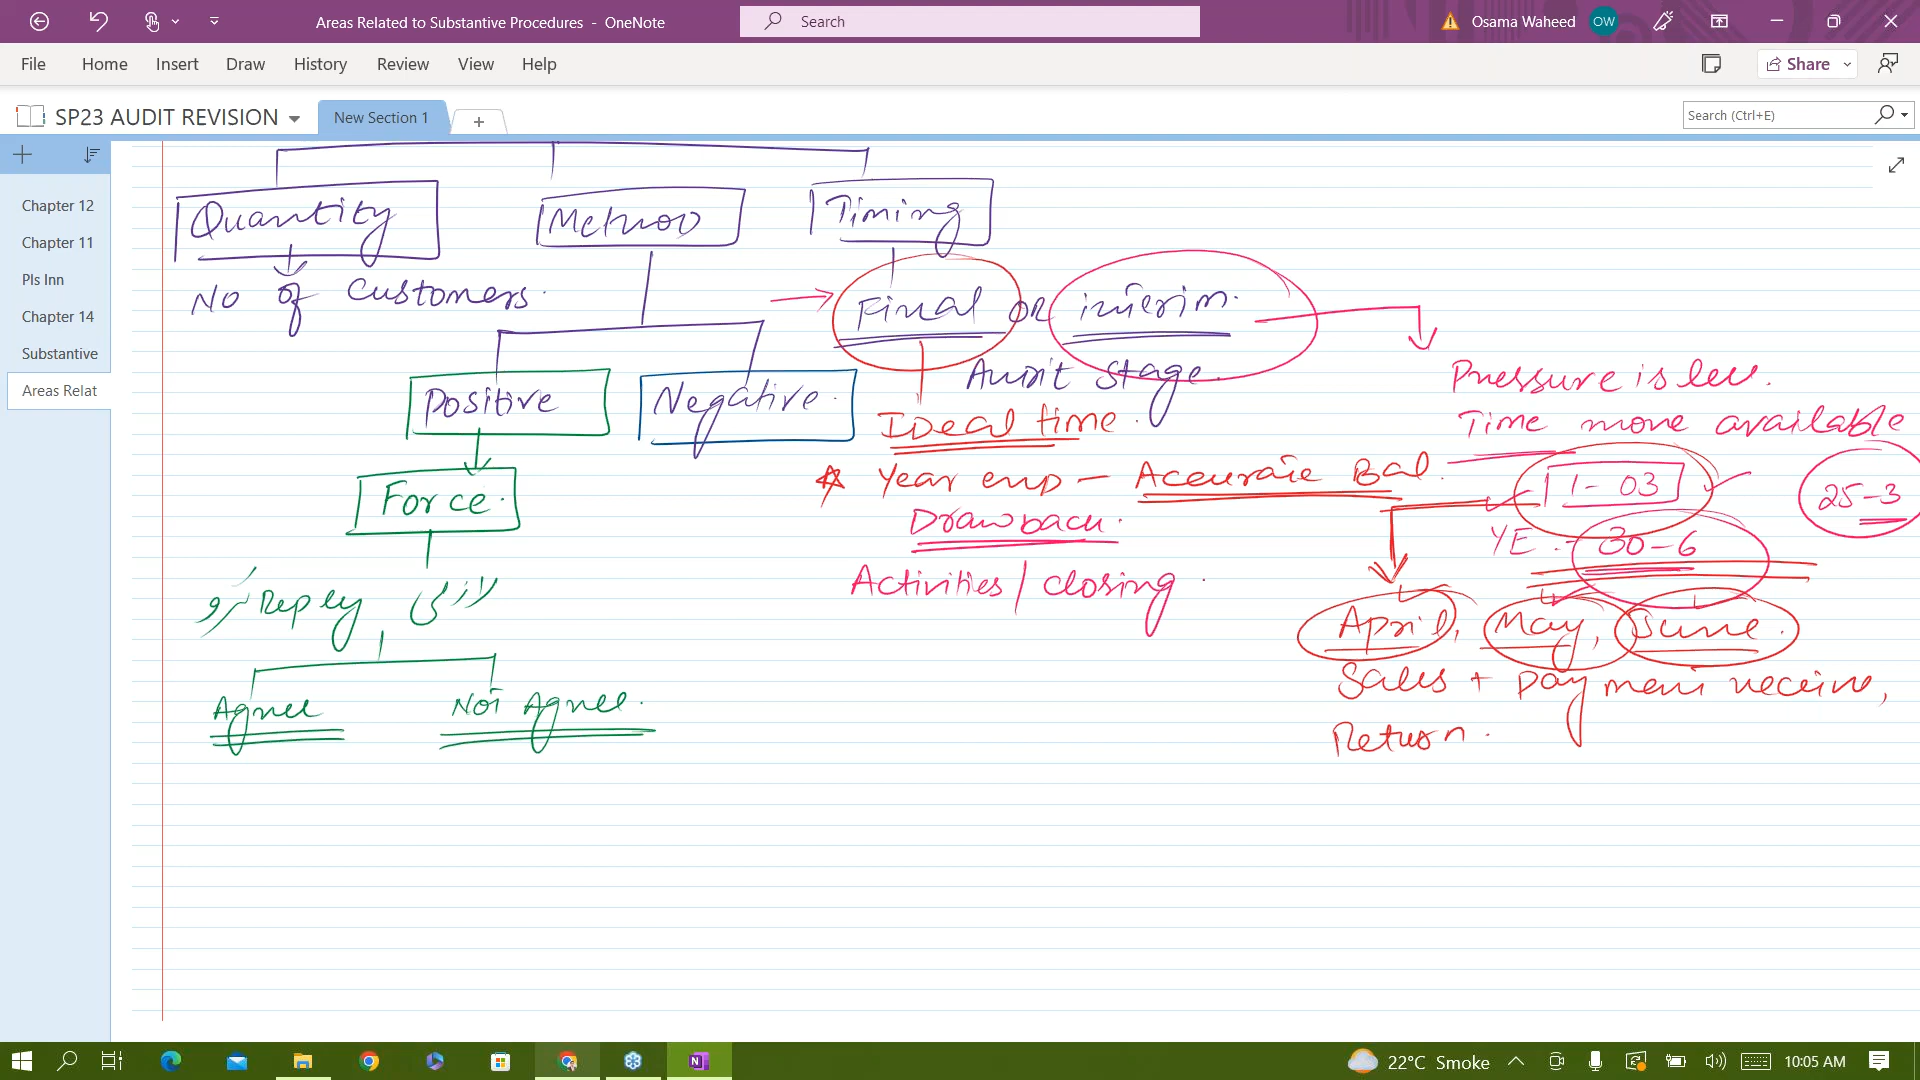 Areas Related to Substantive Procedures - OneNote
Search
Osama Waheed
OW
File Home Insert Draw History Review View Help
Share
SP23 AUDIT REVISION
New Section 1
Search (Ctrl+E)
Chapter 12
Chapter 11
Pls Inn
Chapter 14
Substantive
Areas Relat
Quantity
Method
Timing
No of customers.
Final OR interim.
Audit stage.
Positive
Negative.
Ideal time.
Pressure is less.
Time more available
Year end - Accurate Bal.
1-03
25-3
Force.
Drawback.
YE. 30-6
Activities / closing
Reply لازمی
April, May, June.
Agree
Not Agree.
Sales + payment receive,
Return.
22°C Smoke
10:05 AM